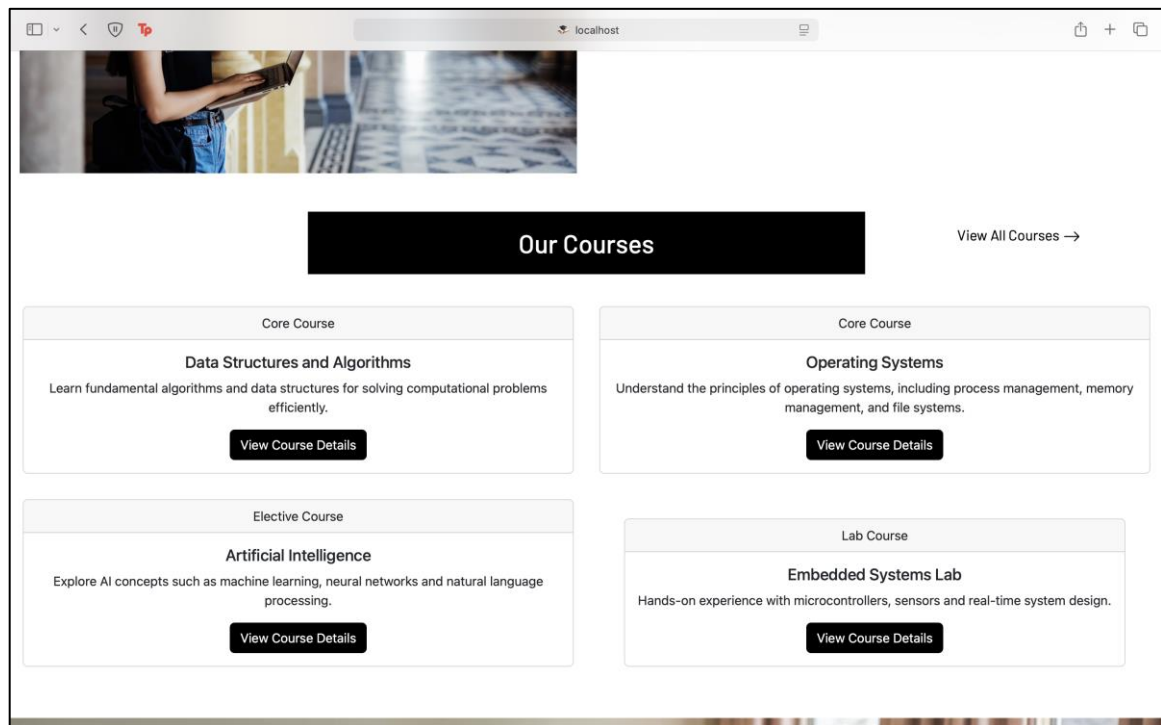 Tp
localhost
Our Courses
View All Courses →
Core Course
Data Structures and Algorithms
Learn fundamental algorithms and data structures for solving computational problems
efficiently.
View Course Details
Core Course
Operating Systems
Understand the principles of operating systems, including process management, memory
management, and file systems.
View Course Details
Elective Course
Artificial Intelligence
Explore AI concepts such as machine learning, neural networks and natural language
processing.
View Course Details
Lab Course
Embedded Systems Lab
Hands-on experience with microcontrollers, sensors and real-time system design.
View Course Details